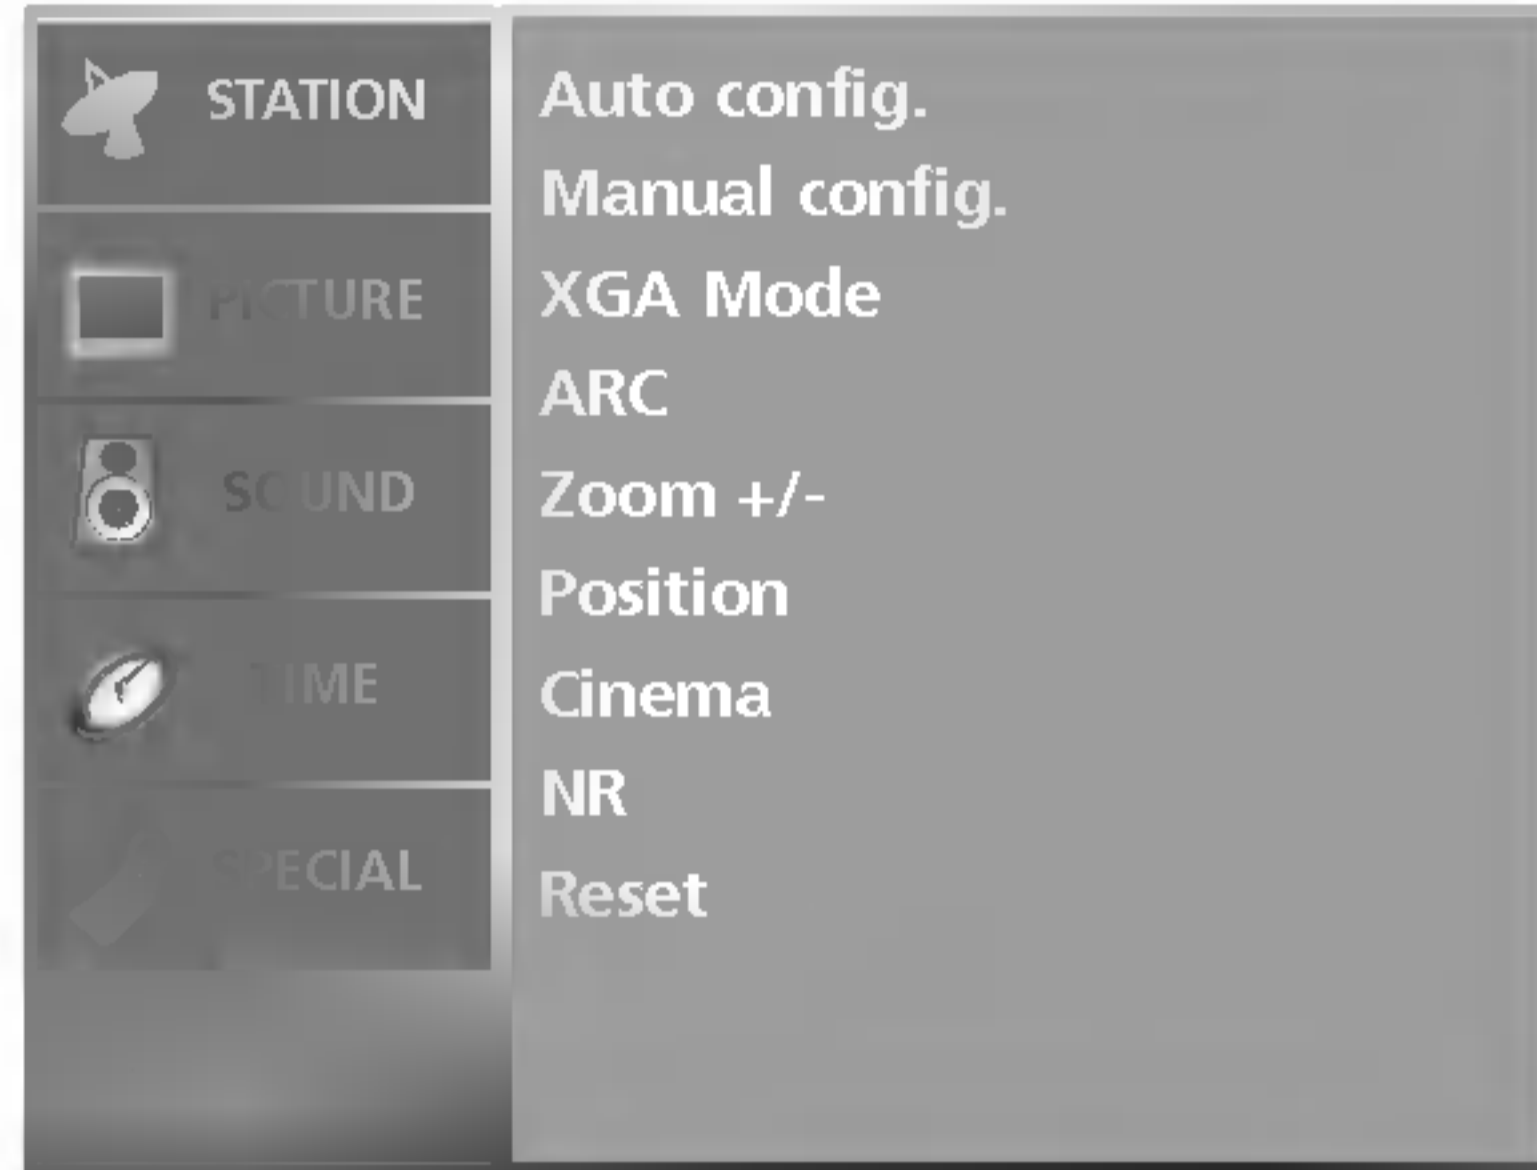 STATION
PICTURE
SOUND
TIME
SPECIAL
Auto config.
Manual config.
XGA Mode
ARC
Zoom +/-
Position
Cinema
NR
Reset